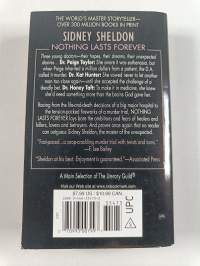 THE WORLD'S MASTER STORYTELLER—
OVER 300 MILLION BOOKS IN PRINT
SIDNEY SHELDON
NOTHING LASTS FOREVER
Three young doctors—their hopes, their dreams, their unexpected
desires... Dr. Paige Taylor: She swore it was euthanasia, but
when Paige inherited a million dollars from a patient, the D.A.
called it murder. Dr. Kat Hunter: She vowed never to let another
man too close again—until she accepted the challenge of a
deadly bet. Dr. Honey Taft: To make it in medicine, she knew
she'd need something more than the brains God gave her.
Racing from the life-and-death decisions of a big major hospital to
the tension-packed fireworks of a murder trial, NOTHING
LASTS FOREVER lays bare the ambitions and fears of healers and
killers, lovers and betrayers. And proves once again that no reader can
outguess Sidney Sheldon, the master of the unexpected.
"Fast-paced...a crap-crackling murder trial with torrents and tension."
— F. Lee Bailey
"Sheldon at his best. Enjoyment is guaranteed." —Associated Press
A Main Selection of The Literary Guild®
$7.99 US
UPC